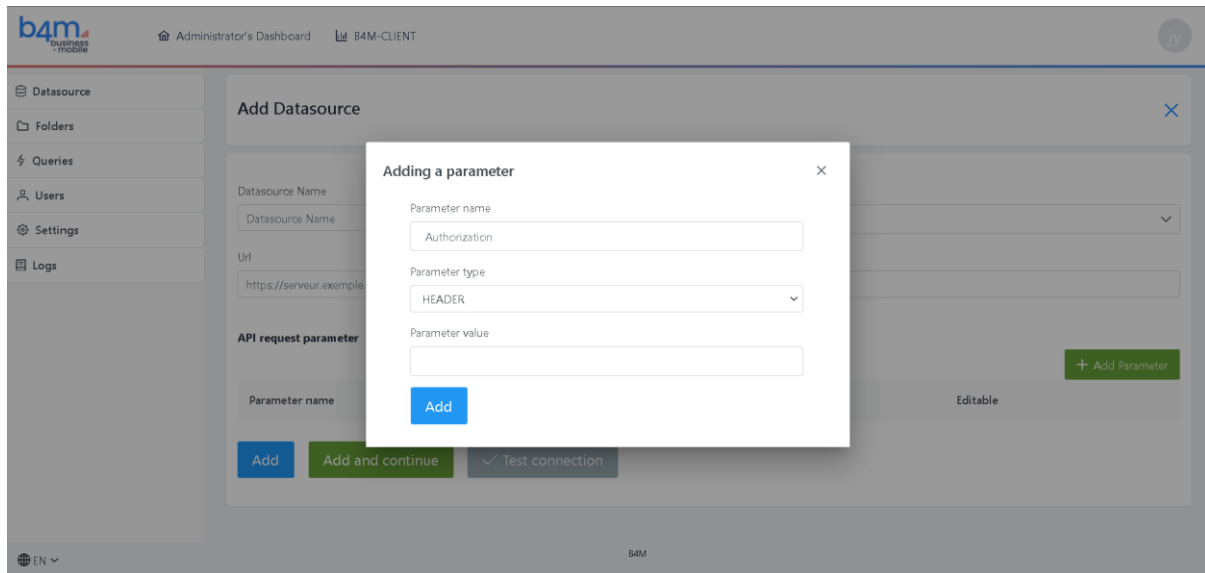 b4m
business
-mobile
Administrator's Dashboard
B4M-CLIENT
jy
Datasource
Folders
Queries
Users
Settings
Logs
EN
Add Datasource
Datasource Name
Datasource Name
Url
https://serveur.exemple.
API request parameter
+ Add Parameter
Parameter name
Editable
Add
Add and continue
Test connection
Adding a parameter
Parameter name
Authorization
Parameter type
HEADER
Parameter value
Add
B4M